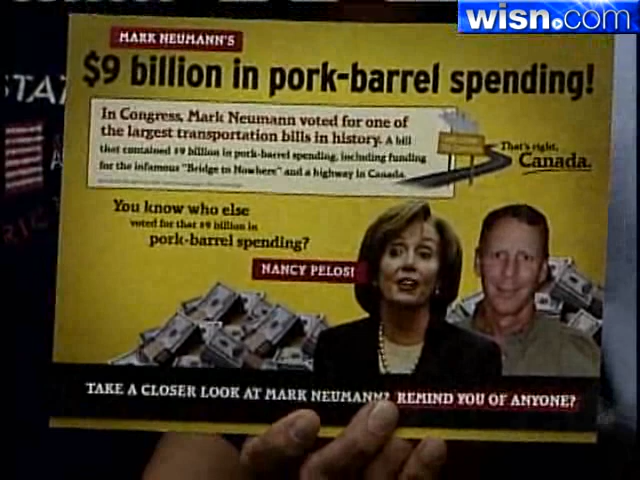 wisn.com
MARK NEUMANN'S
$9 billion in pork-barrel spending!
In Congress, Mark Neumann voted for one of
the largest transportation bills in history. A bill
that contained $9 billion in pork-barrel spending, including funding
for the infamous "Bridge to Nowhere" and a highway in Canada.
That's right,
Canada.
You know who else
voted for that $9 billion in
pork-barrel spending?
NANCY PELOSI
TAKE A CLOSER LOOK AT MARK NEUMANN? REMIND YOU OF ANYONE?